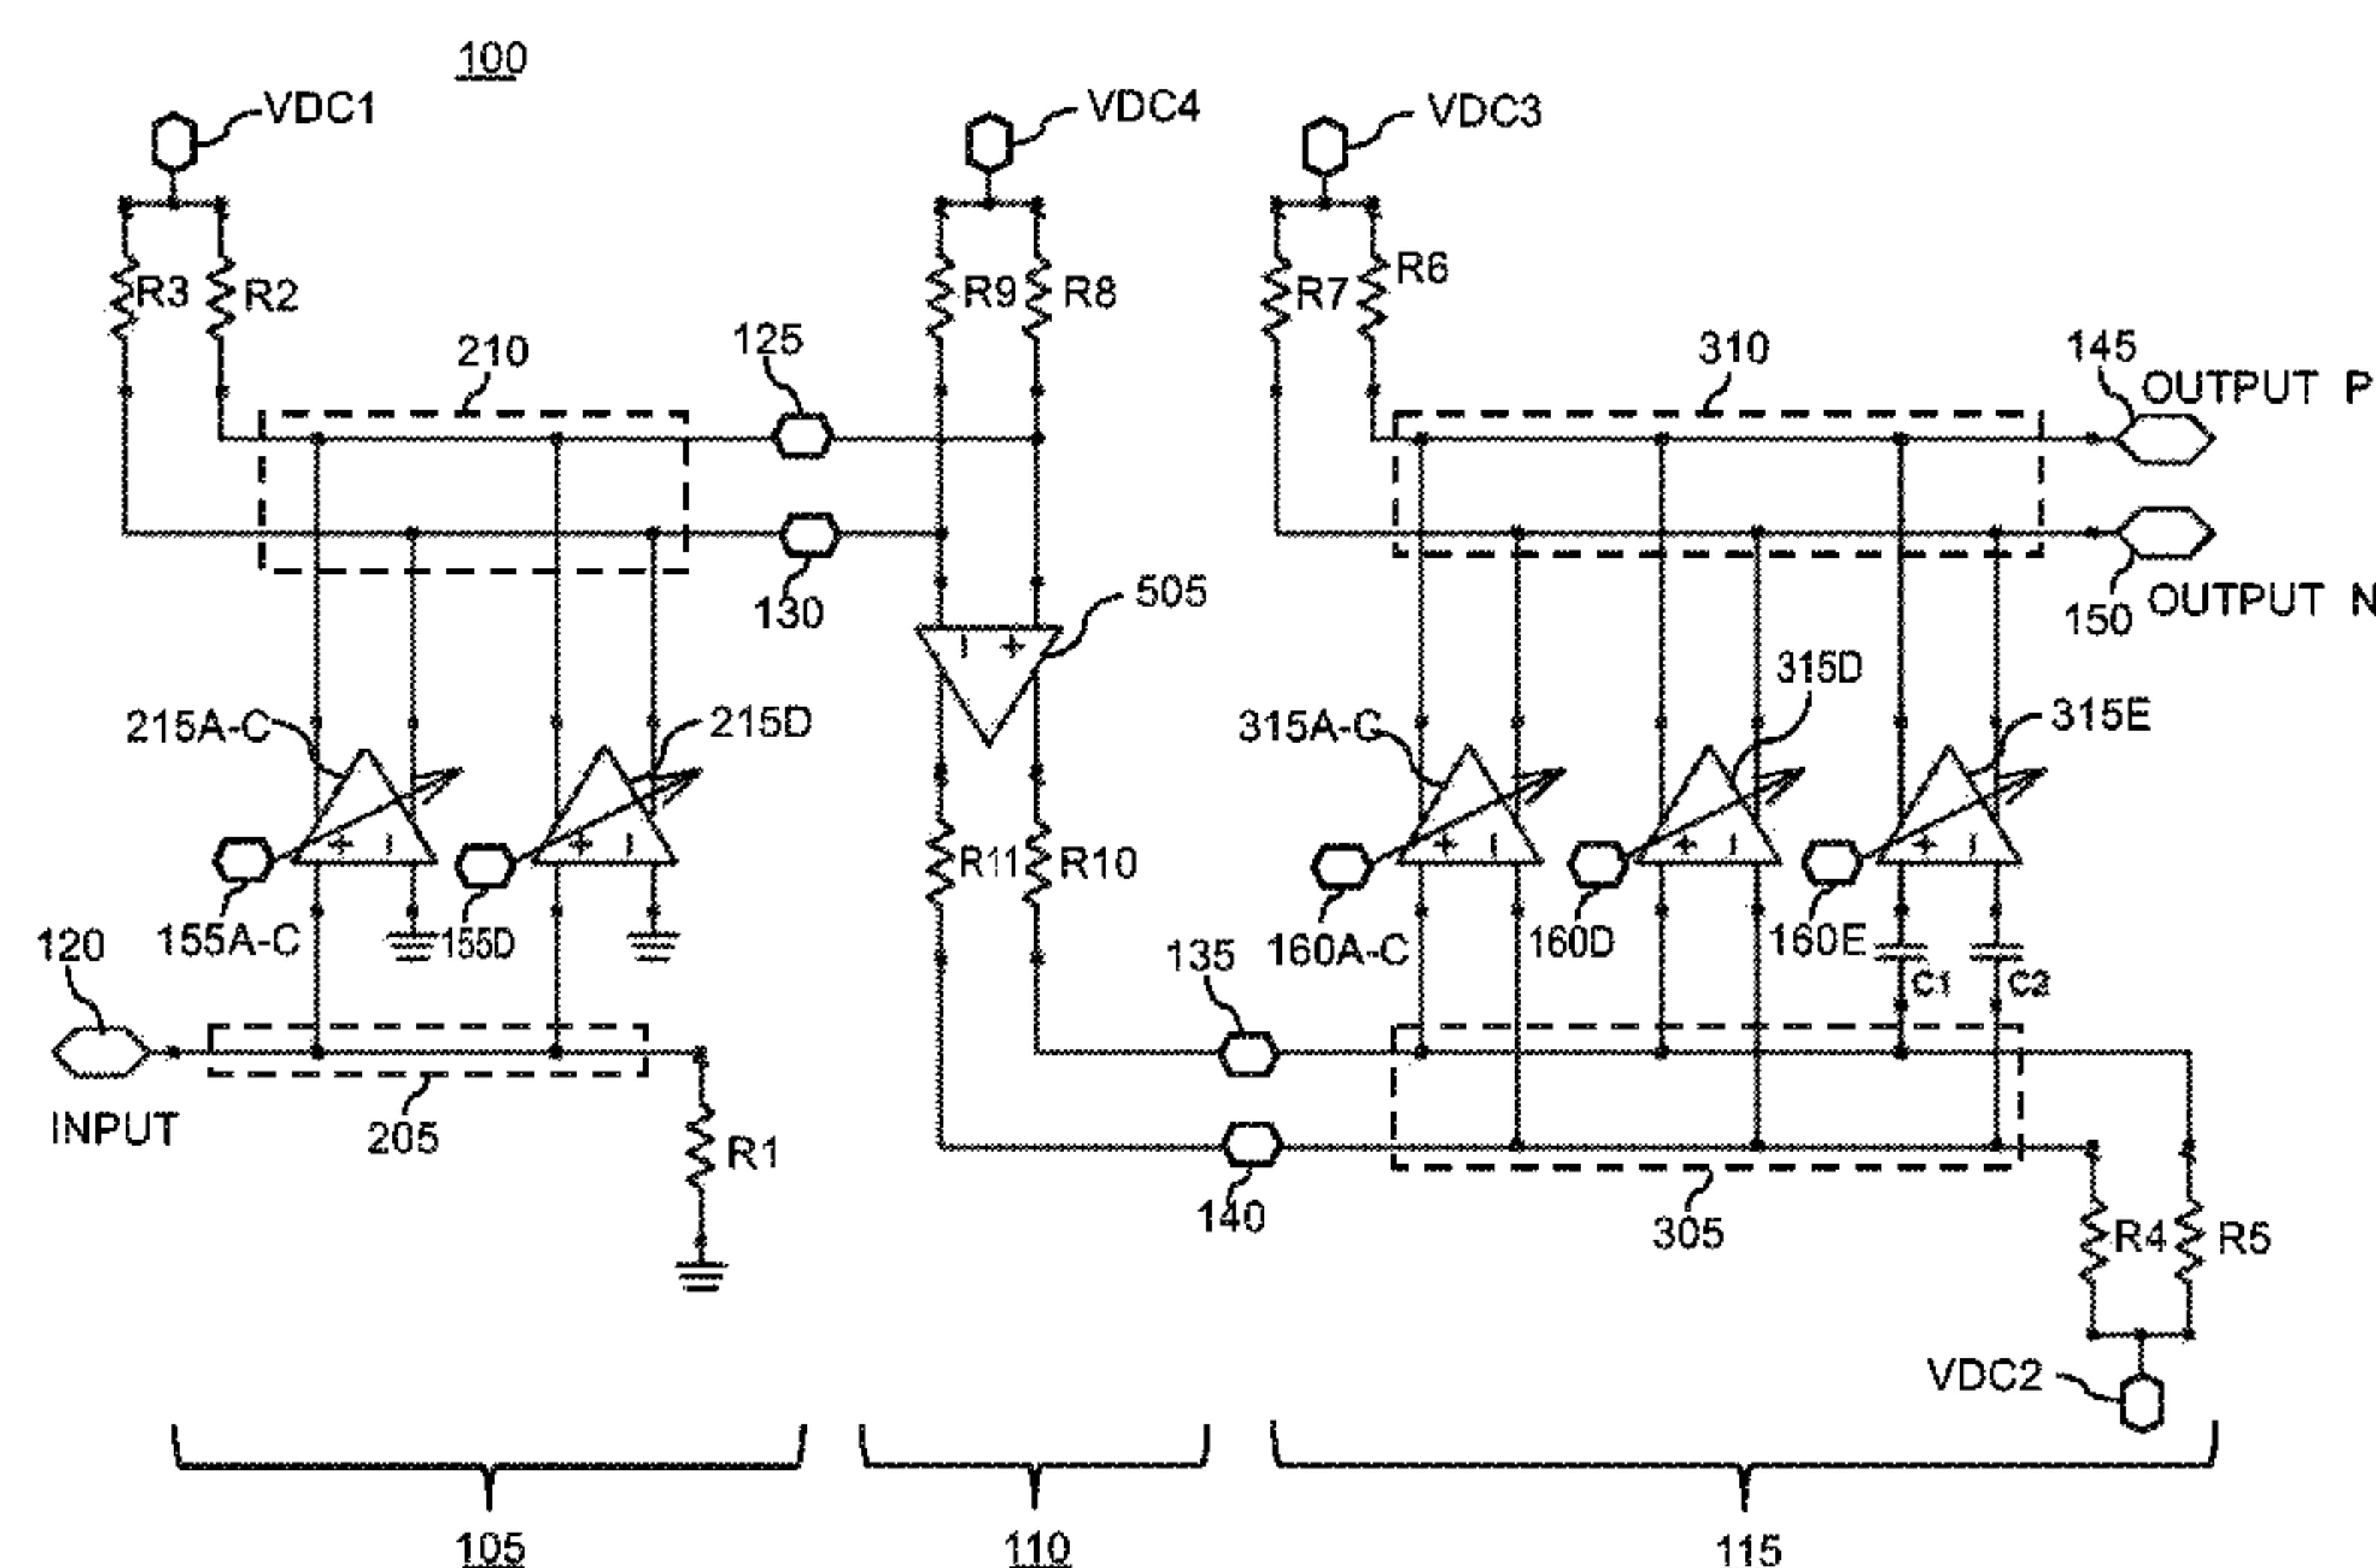 100
VDC1
VDC4
VDC3
R3
R2
R9
R8
R7
R6
210
125
310
145
OUTPUT P
130
505
150
OUTPUT N
215A-C
215D
315A-C
315D
315E
+ −
+ −
− +
+ −
+ −
+ −
155A-C
155D
R11
R10
160A-C
160D
160E
C1
C2
120
INPUT
205
R1
135
140
305
R4
R5
VDC2
105
110
115